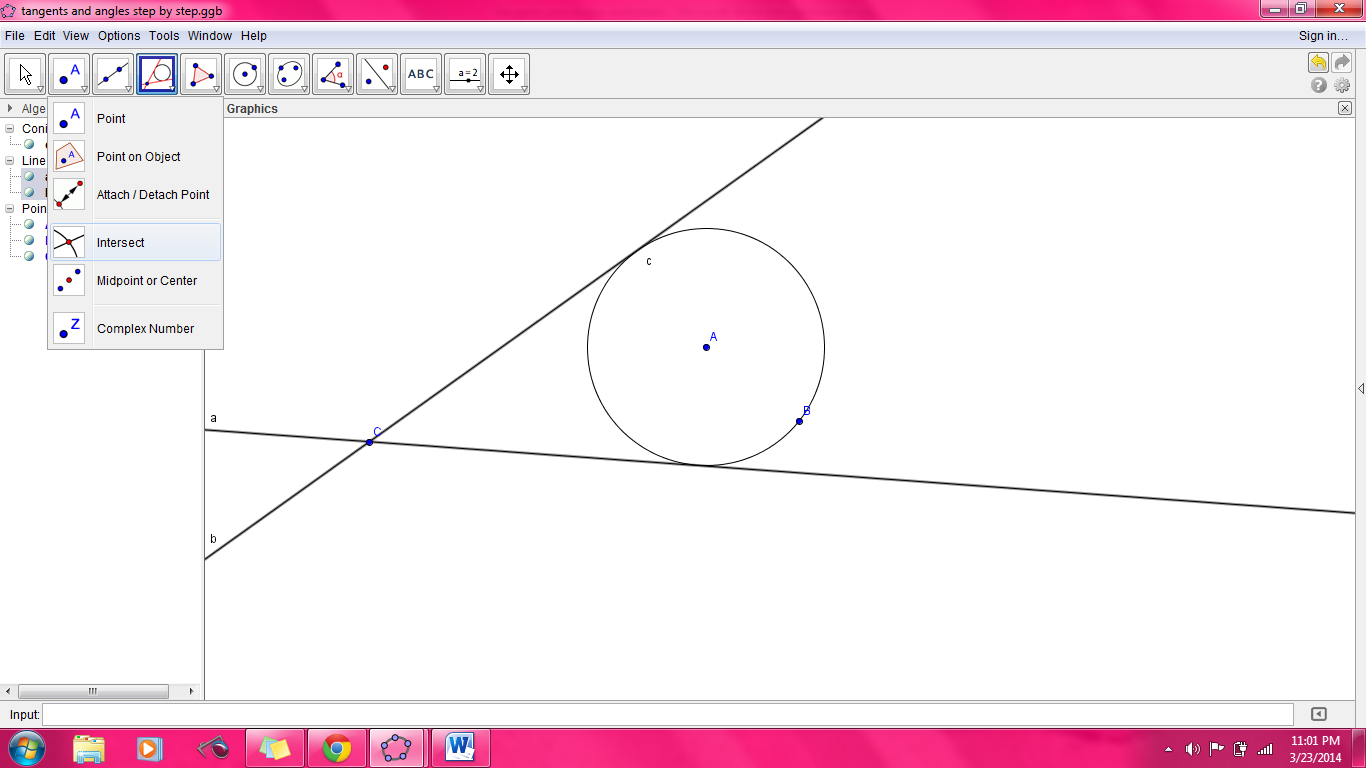 tangents and angles step by step.ggb
File Edit View Options Tools Window Help Sign in...
A α ABC a=2
Alge
Graphics
Coni
Line
Poin
A Point
A Point on Object
Attach / Detach Point
Intersect
Midpoint or Center
Z Complex Number
c
A
B
a
C
b
Input:
11:01 PM
3/23/2014